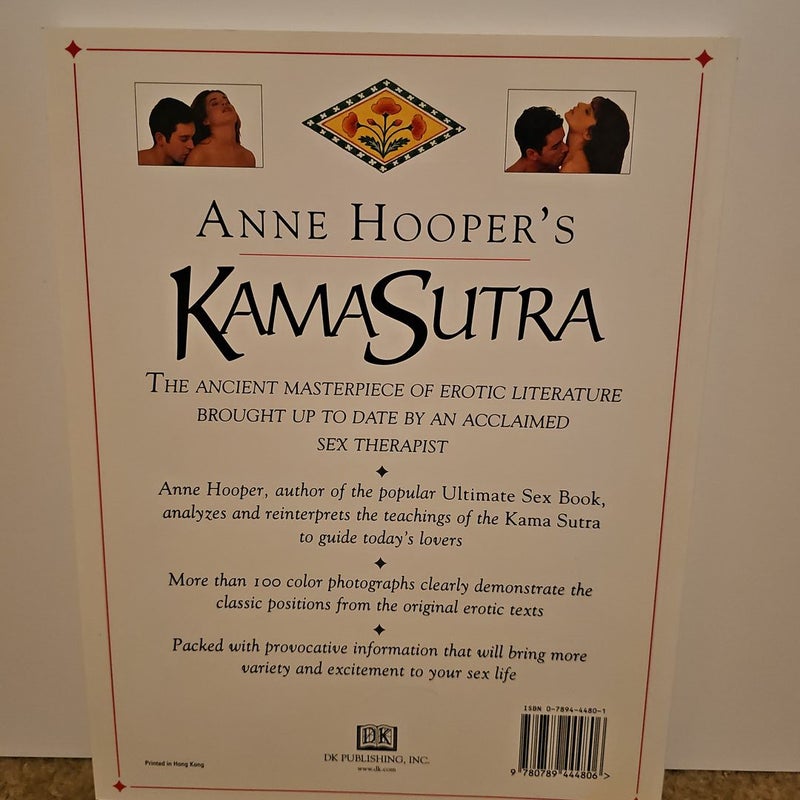 ANNE HOOPER'S
KAMASUTRA
THE ANCIENT MASTERPIECE OF EROTIC LITERATURE
BROUGHT UP TO DATE BY AN ACCLAIMED
SEX THERAPIST
Anne Hooper, author of the popular Ultimate Sex Book,
analyzes and reinterprets the teachings of the Kama Sutra
to guide today's lovers
More than 100 color photographs clearly demonstrate the
classic positions from the original erotic texts
Packed with provocative information that will bring more
variety and excitement to your sex life
ISBN 0-7894-4480-1
DK
DK PUBLISHING, INC.
www.dk.com
Printed in Hong Kong
9 780789 444806 >